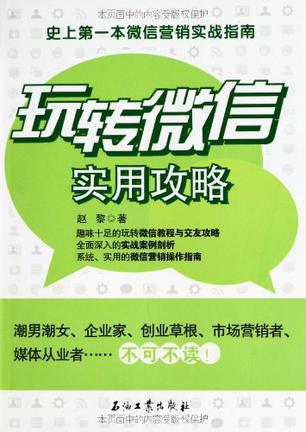 本页面中的内容受版权保护
史上第一本微信营销实战指南
玩转微信
实用攻略
赵 黎◎著
趣味十足的玩转微信教程与交友攻略
全面深入的实战案例剖析
系统、实用的微信营销操作指南
潮男潮女、企业家、创业草根、市场营销者、
媒体从业者……不可不读！
石油工业出版社
本页面中的内容受版权保护